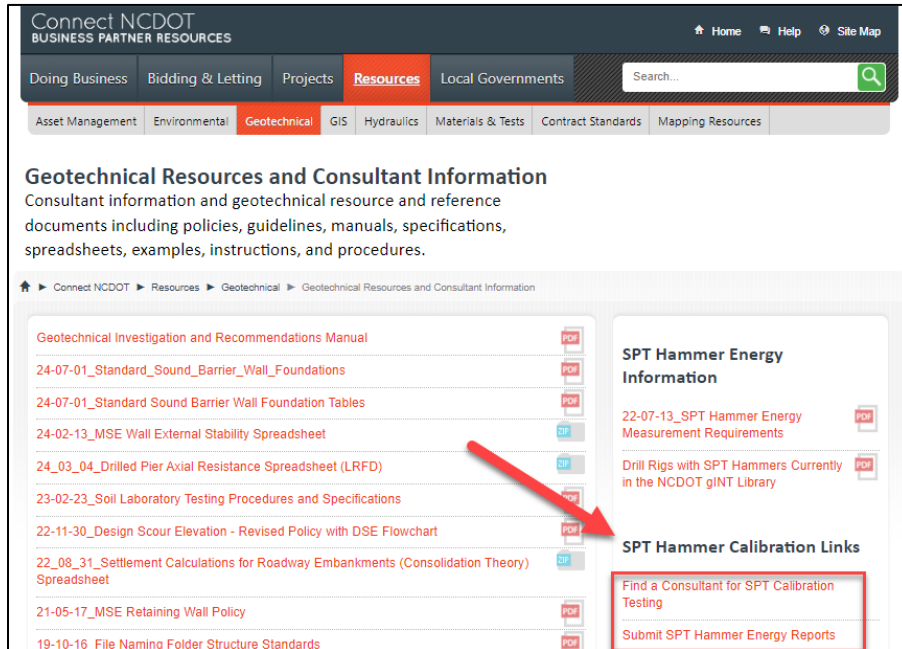 Connect NCDOT
BUSINESS PARTNER RESOURCES
Home Help Site Map
Doing Business Bidding & Letting Projects Resources Local Governments Search...
Asset Management Environmental Geotechnical GIS Hydraulics Materials & Tests Contract Standards Mapping Resources
Geotechnical Resources and Consultant Information
Consultant information and geotechnical resource and reference
documents including policies, guidelines, manuals, specifications,
spreadsheets, examples, instructions, and procedures.
Connect NCDOT ► Resources ► Geotechnical ► Geotechnical Resources and Consultant Information
Geotechnical Investigation and Recommendations Manual PDF
24-07-01_Standard_Sound_Barrier_Wall_Foundations PDF
24-07-01_Standard Sound Barrier Wall Foundation Tables PDF
24-02-13_MSE Wall External Stability Spreadsheet ZIP
24_03_04_Drilled Pier Axial Resistance Spreadsheet (LRFD) ZIP
23-02-23_Soil Laboratory Testing Procedures and Specifications PDF
22-11-30_Design Scour Elevation - Revised Policy with DSE Flowchart PDF
22_08_31_Settlement Calculations for Roadway Embankments (Consolidation Theory) ZIP
Spreadsheet
21-05-17_MSE Retaining Wall Policy PDF
19-10-16_File Naming Folder Structure Standards PDF
SPT Hammer Energy
Information
22-07-13_SPT Hammer Energy PDF
Measurement Requirements
Drill Rigs with SPT Hammers Currently PDF
in the NCDOT gINT Library
SPT Hammer Calibration Links
Find a Consultant for SPT Calibration
Testing
Submit SPT Hammer Energy Reports